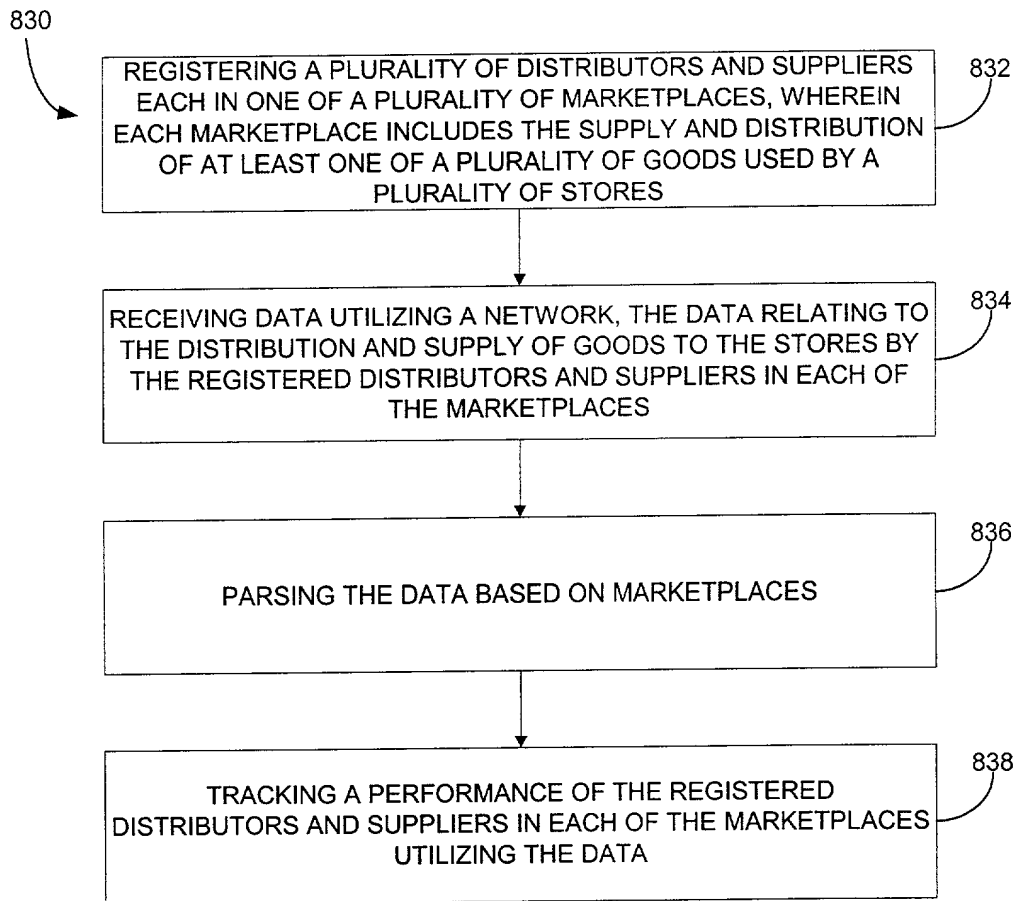 830
REGISTERING A PLURALITY OF DISTRIBUTORS AND SUPPLIERS
EACH IN ONE OF A PLURALITY OF MARKETPLACES, WHEREIN
EACH MARKETPLACE INCLUDES THE SUPPLY AND DISTRIBUTION
OF AT LEAST ONE OF A PLURALITY OF GOODS USED BY A
PLURALITY OF STORES
832
RECEIVING DATA UTILIZING A NETWORK, THE DATA RELATING TO
THE DISTRIBUTION AND SUPPLY OF GOODS TO THE STORES BY
THE REGISTERED DISTRIBUTORS AND SUPPLIERS IN EACH OF
THE MARKETPLACES
834
PARSING THE DATA BASED ON MARKETPLACES
836
TRACKING A PERFORMANCE OF THE REGISTERED
DISTRIBUTORS AND SUPPLIERS IN EACH OF THE MARKETPLACES
UTILIZING THE DATA
838